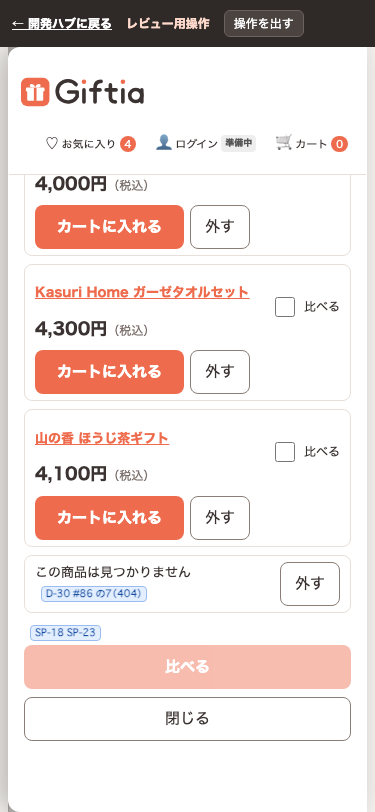 ← 開発ハブに戻る レビュー用操作 操作を出す
Giftia
♡ お気に入り 4 ログイン 準備中 カート 0
4,000円（税込）
カートに入れる 外す
Kasuri Home ガーゼタオルセット
比べる
4,300円（税込）
カートに入れる 外す
山の香 ほうじ茶ギフト
比べる
4,100円（税込）
カートに入れる 外す
この商品は見つかりません
外す
D-30 #86 の7(404)
SP-18 SP-23
比べる
閉じる